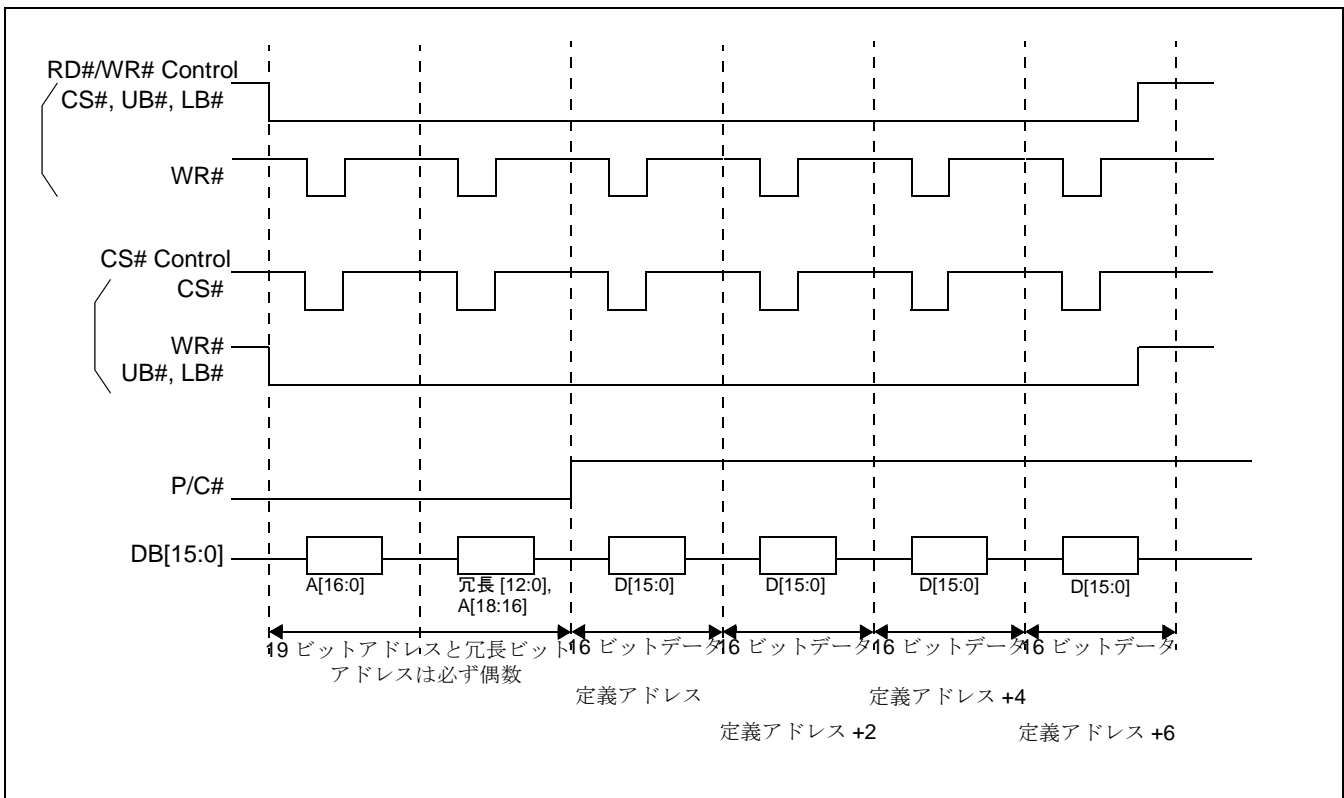 RD#/WR# Control
CS#, UB#, LB#
WR#
CS# Control
CS#
WR#
UB#, LB#
P/C#
DB[15:0]
A[16:0]
冗長 [12:0],
A[18:16]
D[15:0]
D[15:0]
D[15:0]
D[15:0]
19 ビットアドレスと冗長ビット
アドレスは必ず偶数
16 ビットデータ
16 ビットデータ
16 ビットデータ
16 ビットデータ
定義アドレス
定義アドレス +2
定義アドレス +4
定義アドレス +6